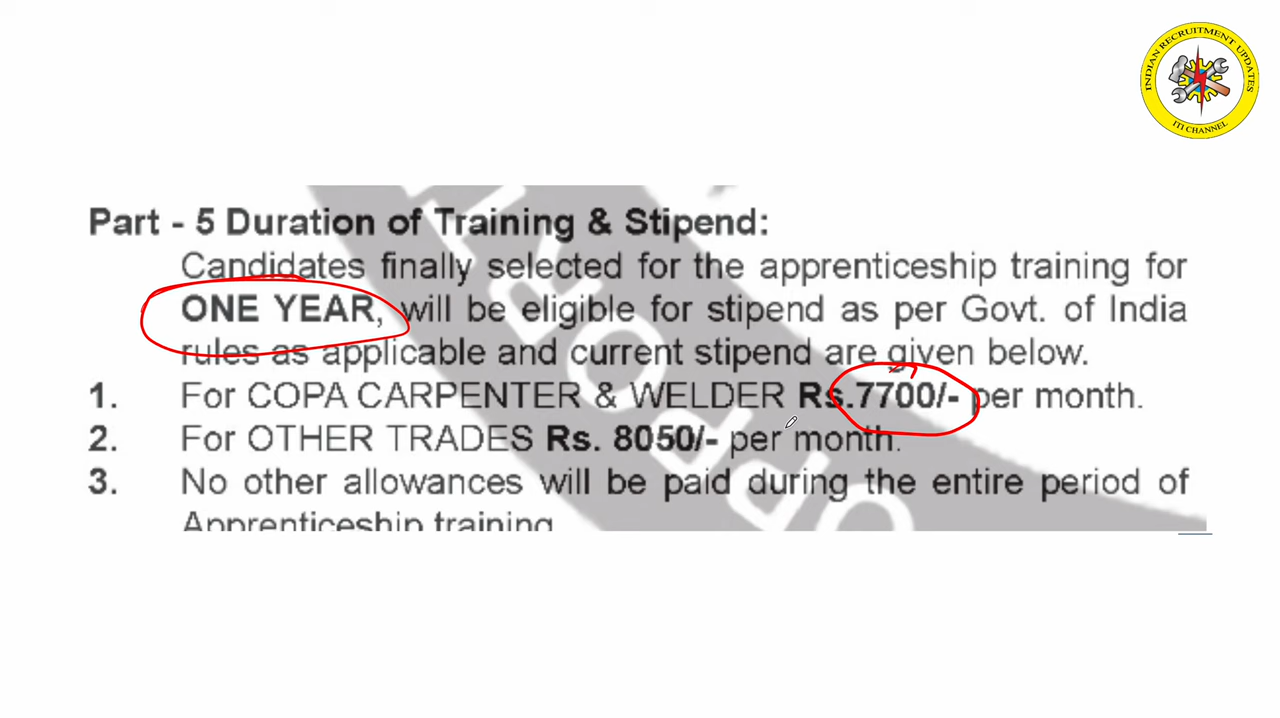 INDIAN RECRUITMENT UPDATES
ITI CHANNEL
Part - 5 Duration of Training & Stipend:
Candidates finally selected for the apprenticeship training for
ONE YEAR, will be eligible for stipend as per Govt. of India
rules as applicable and current stipend are given below.
1. For COPA CARPENTER & WELDER Rs.7700/- per month.
2. For OTHER TRADES Rs. 8050/- per month.
3. No other allowances will be paid during the entire period of
Apprenticeship training